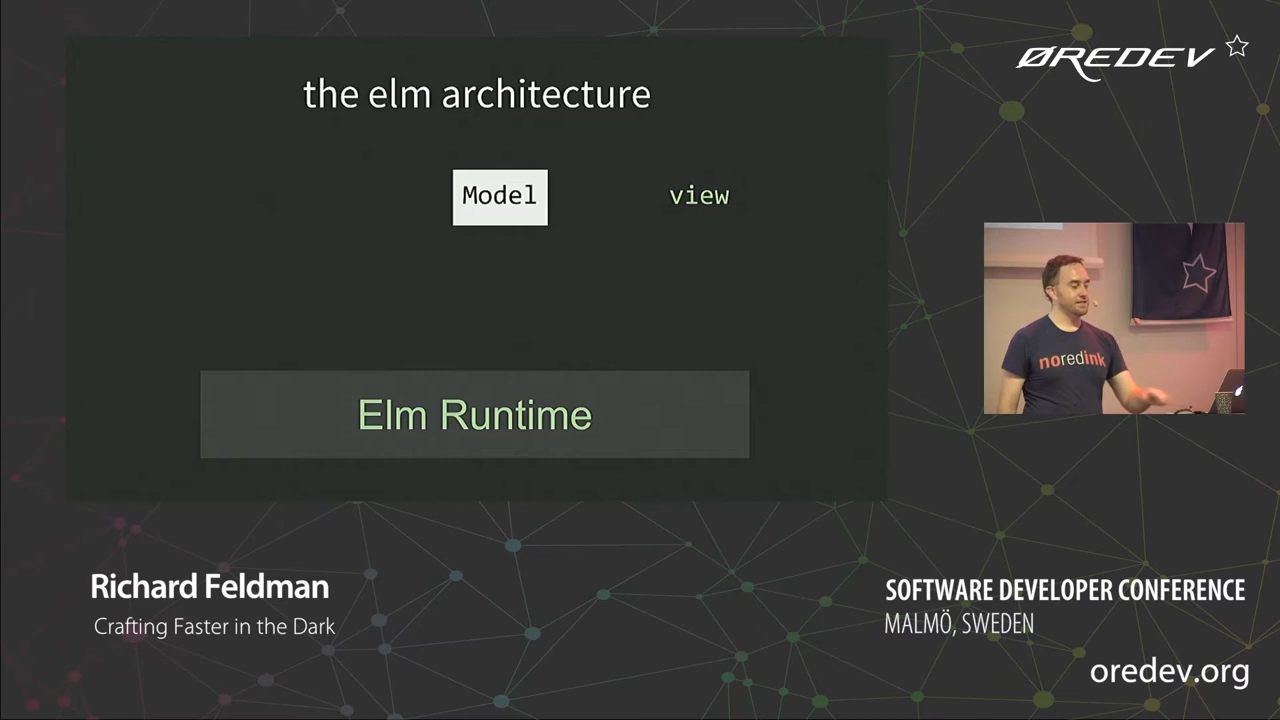 ØREDEV
the elm architecture
Model view
Elm Runtime
noredink
Richard Feldman
Crafting Faster in the Dark
SOFTWARE DEVELOPER CONFERENCE
MALMÖ, SWEDEN
oredev.org